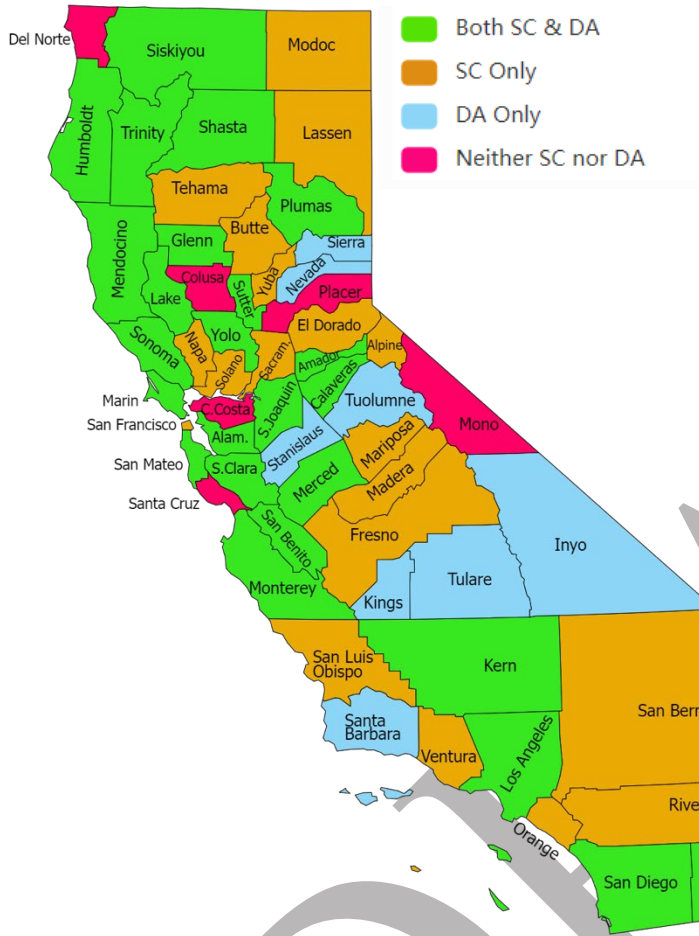 Both SC & DA
SC Only
DA Only
Neither SC nor DA
Del Norte
Siskiyou
Modoc
Humboldt
Trinity
Shasta
Lassen
Tehama
Plumas
Butte
Mendocino
Glenn
Sierra
Yuba
Nevada
Colusa
Placer
Lake
Sutter
El Dorado
Sonoma
Napa
Yolo
Solano
Sacram.
Alpine
Amador
Calaveras
Marin
C.Costa
S.Joaquin
Tuolumne
San Francisco
Alam.
Stanislaus
Mariposa
Mono
San Mateo
S.Clara
Merced
Madera
Santa Cruz
San Benito
Fresno
Inyo
Monterey
Kings
Tulare
San Luis
Obispo
Kern
Santa
Barbara
San Bern
Ventura
Los Angeles
Rive
Orange
San Diego